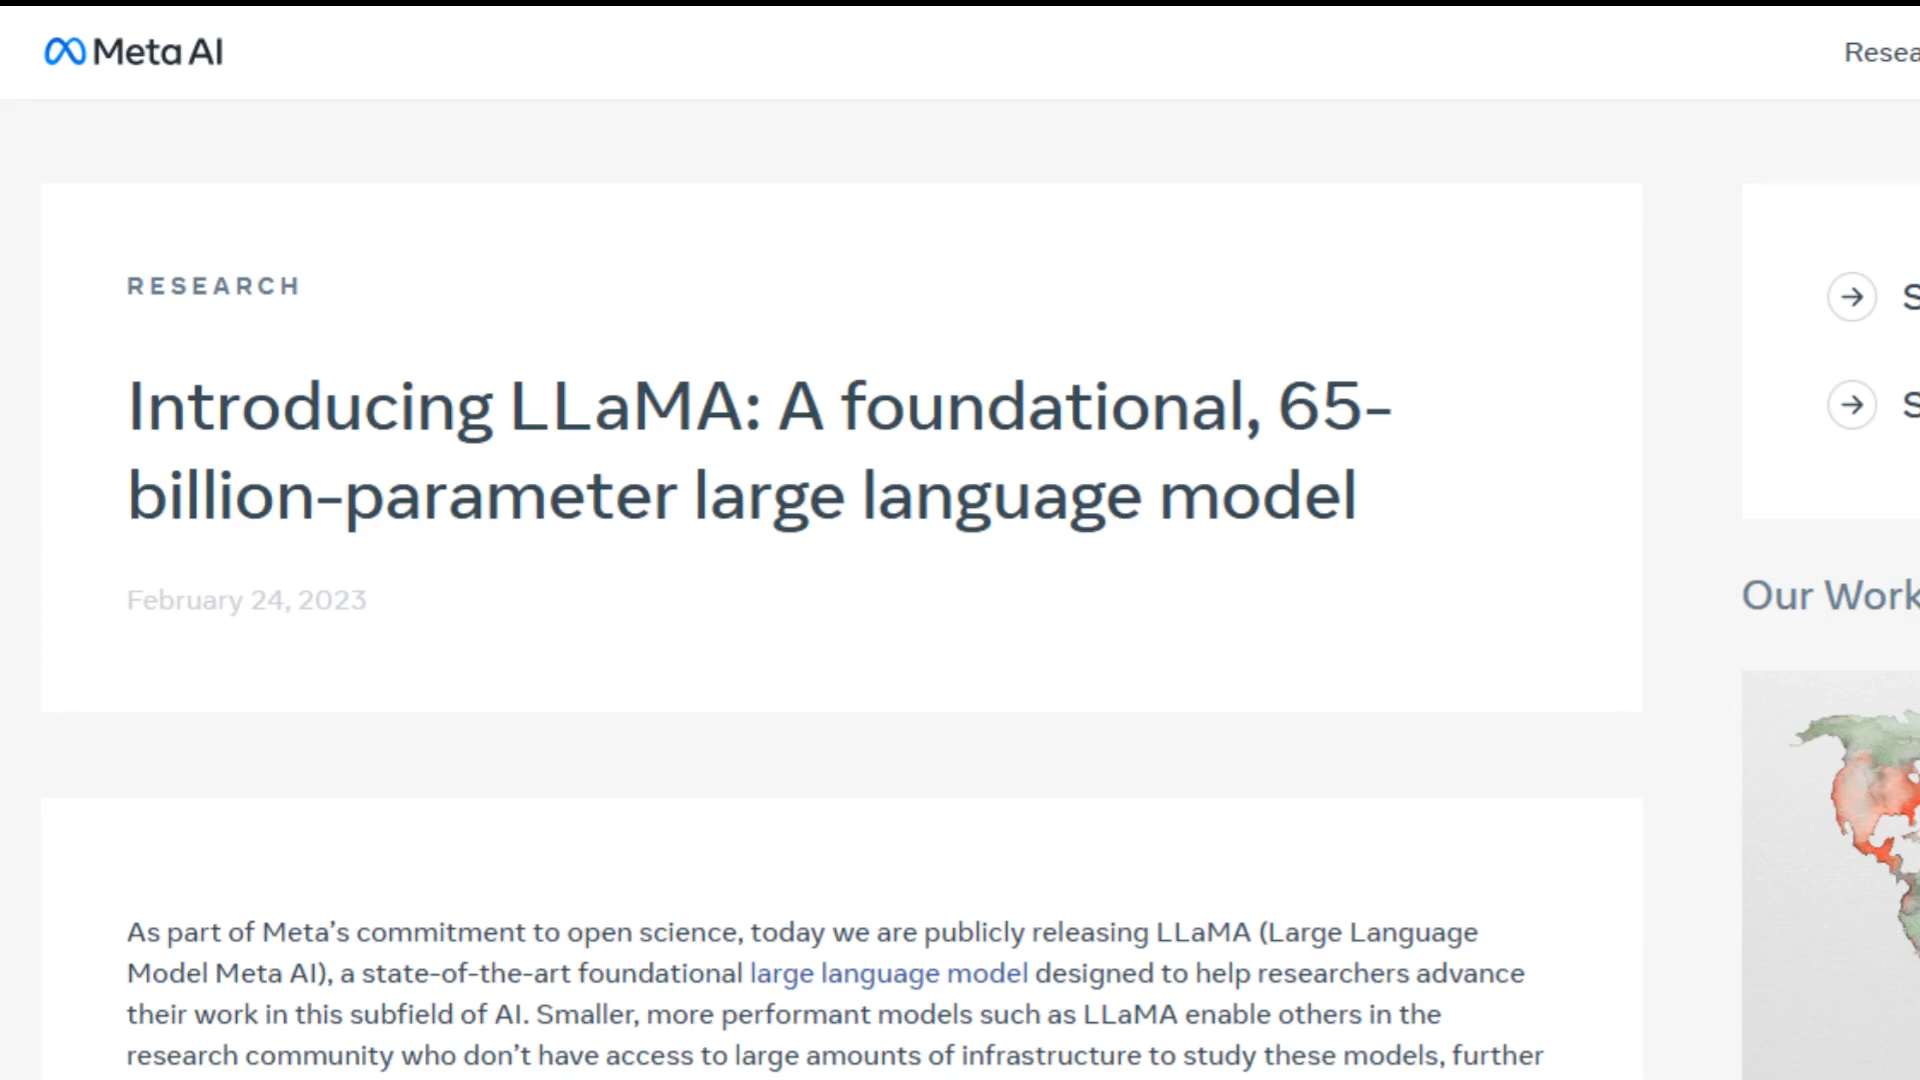 Meta AI
RESEARCH
Introducing LLaMA: A foundational, 65-
billion-parameter large language model
February 24, 2023
As part of Meta’s commitment to open science, today we are publicly releasing LLaMA (Large Language
Model Meta AI), a state-of-the-art foundational large language model designed to help researchers advance
their work in this subfield of AI. Smaller, more performant models such as LLaMA enable others in the
research community who don’t have access to large amounts of infrastructure to study these models, further
Our Work